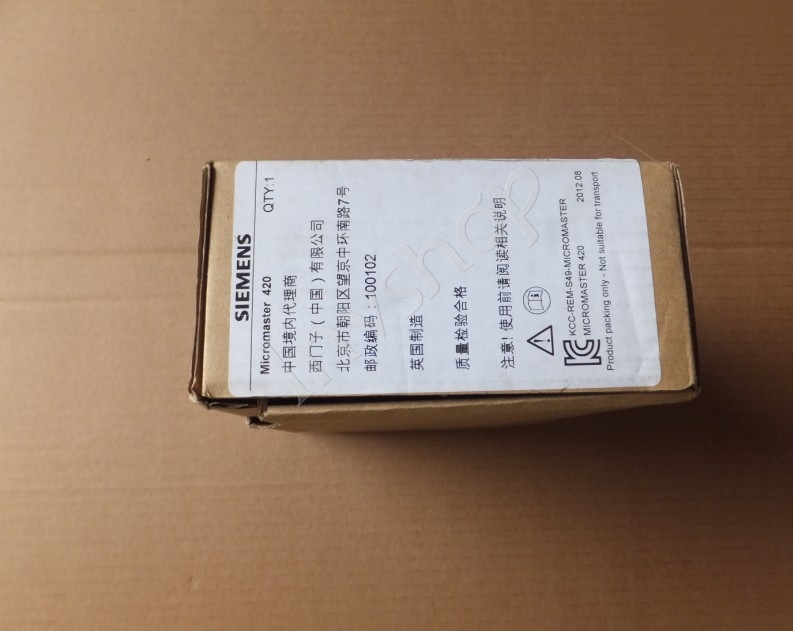 SIEMENS
Micromaster 420 QTY:1
中国境内代理商
西门子（中国）有限公司
北京市朝阳区望京中环南路7号
邮政编码：100102
英国制造
质量检验合格
注意! 使用前请阅读相关说明
KCC-REM-S49-MICROMASTER
MICROMASTER 420 2012.08
Product packing only - Not suitable for transport
shop